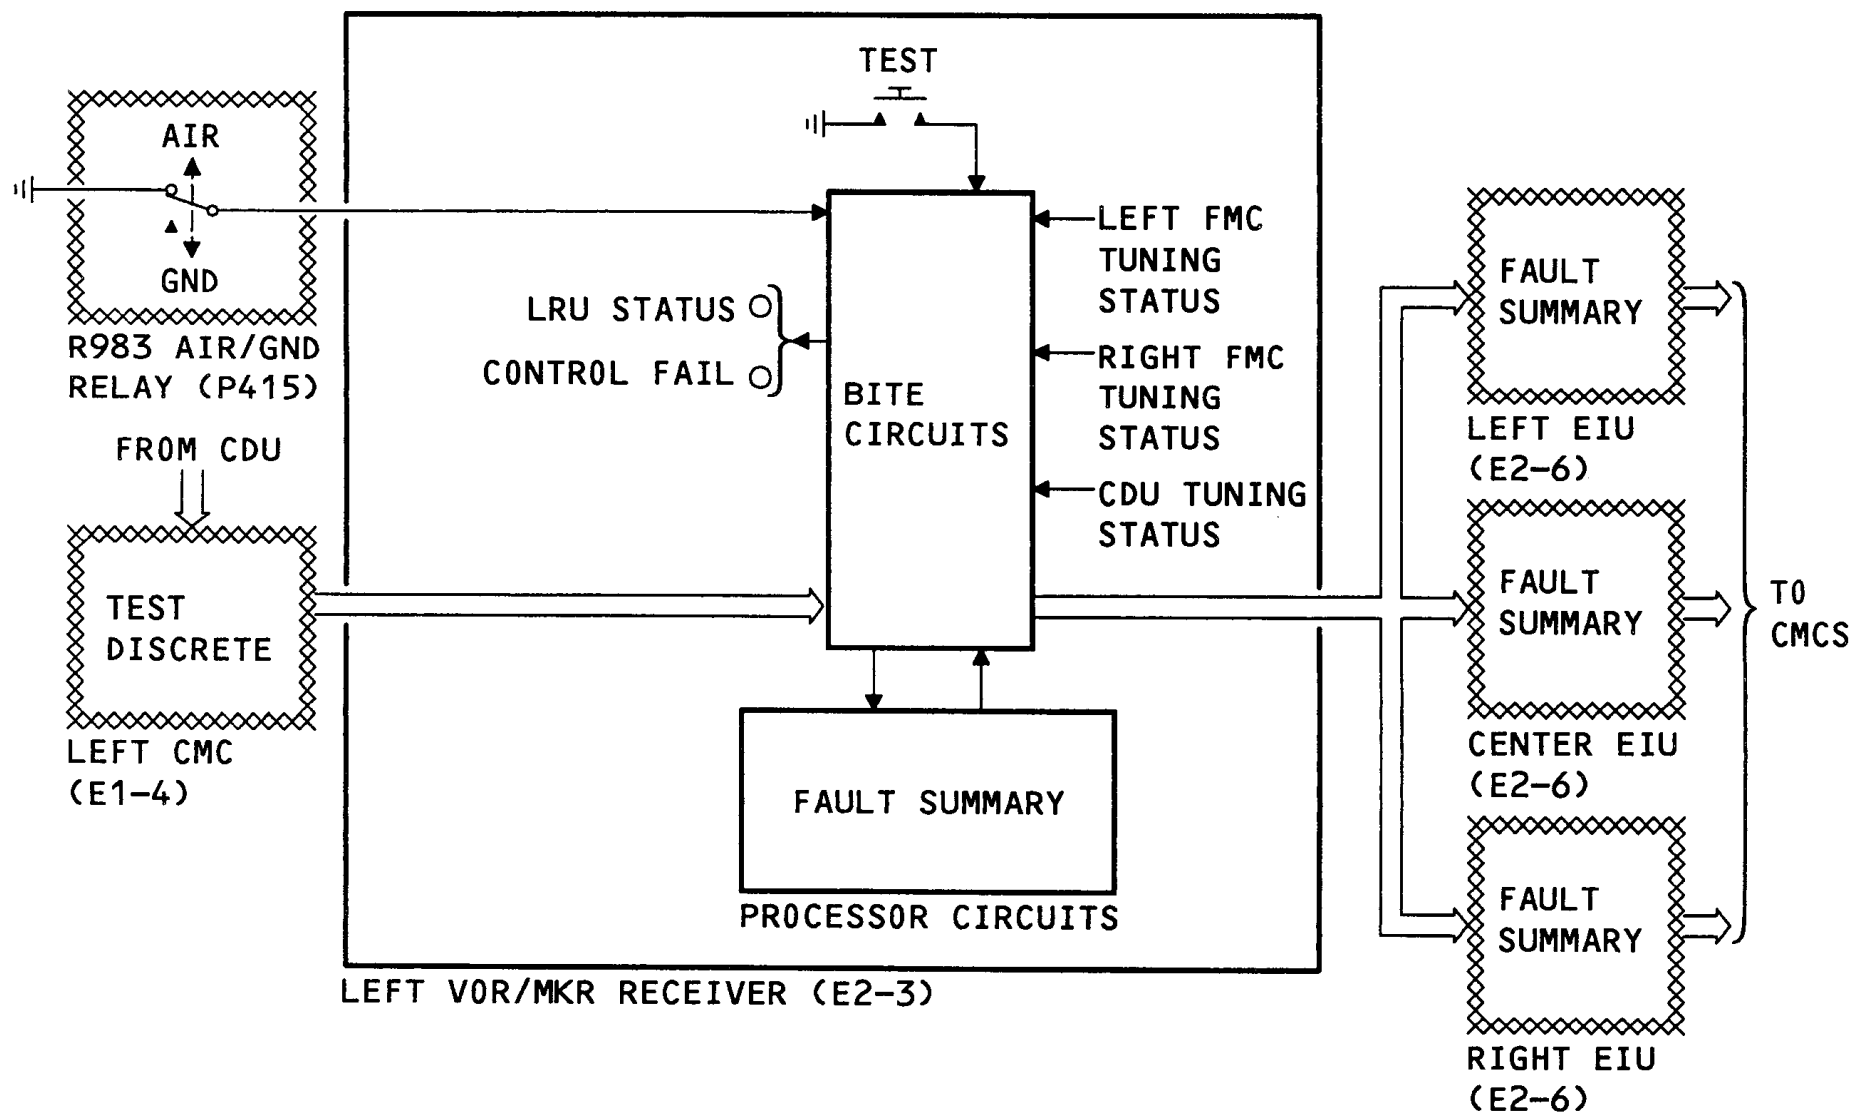 TEST
AIR
GND
R983 AIR/GND
RELAY (P415)
FROM CDU
TEST
DISCRETE
LEFT CMC
(E1-4)
LRU STATUS
CONTROL FAIL
BITE
CIRCUITS
LEFT FMC
TUNING
STATUS
RIGHT FMC
TUNING
STATUS
CDU TUNING
STATUS
FAULT SUMMARY
PROCESSOR CIRCUITS
LEFT VOR/MKR RECEIVER (E2-3)
FAULT
SUMMARY
LEFT EIU
(E2-6)
FAULT
SUMMARY
CENTER EIU
(E2-6)
FAULT
SUMMARY
RIGHT EIU
(E2-6)
TO
CMCS